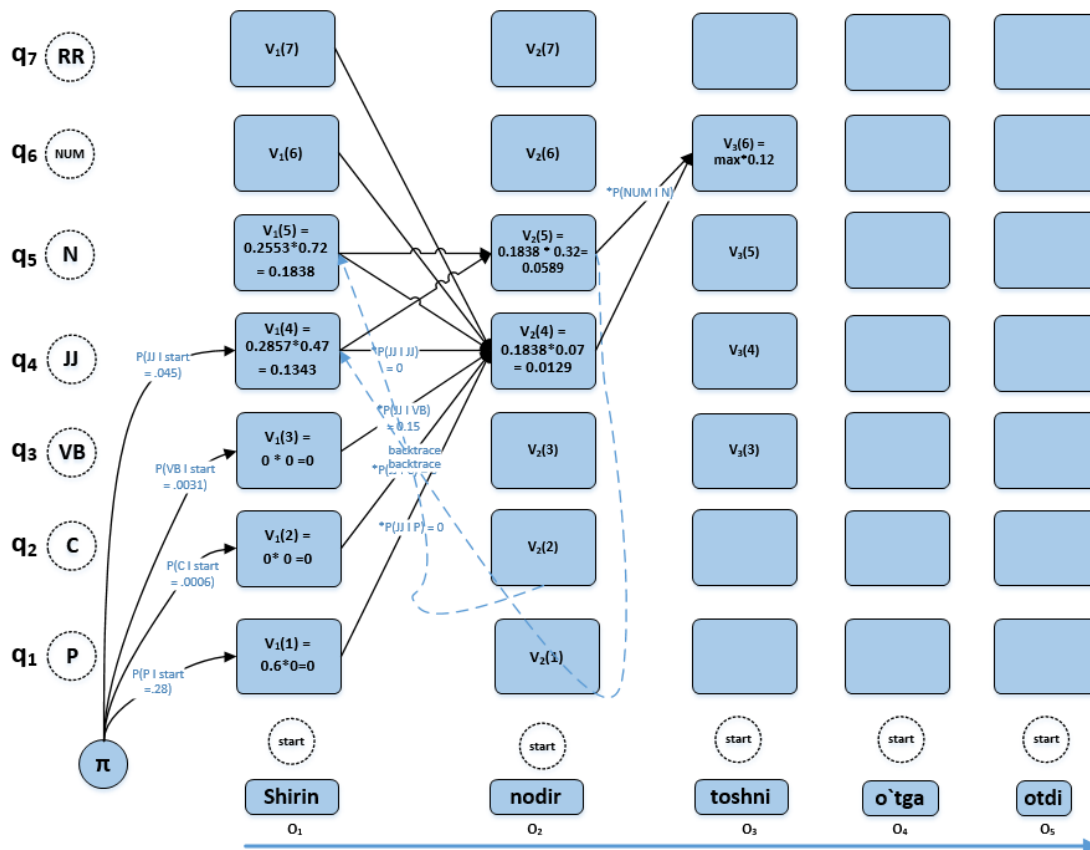 q₇ RR
V₁(7)
V₂(7)
q₆ NUM
V₁(6)
V₂(6)
V₃(6) =
max*0.12
*P(NUM I N)
q₅ N
V₁(5) =
0.2553*0.72
= 0.1838
V₂(5) =
0.1838 * 0.32=
0.0589
V₃(5)
q₄ JJ
P(JJ I start
= .045)
V₁(4) =
0.2857*0.47
= 0.1343
*P(JJ I JJ)
= 0
V₂(4) =
0.1838*0.07
= 0.0129
V₃(4)
q₃ VB
P(VB I start
= .0031)
V₁(3) =
0 * 0 =0
*P(JJ I VB)
= 0.15
backtrace
backtrace
V₂(3)
V₃(3)
q₂ C
P(C I start
= .0006)
V₁(2) =
0* 0 =0
*P(JJ I P) = 0
V₂(2)
q₁ P
P(P I start
=.28)
V₁(1) =
0.6*0=0
V₂(1)
π
start
start
start
start
start
Shirin
nodir
toshni
o`tga
otdi
O₁
O₂
O₃
O₄
O₅